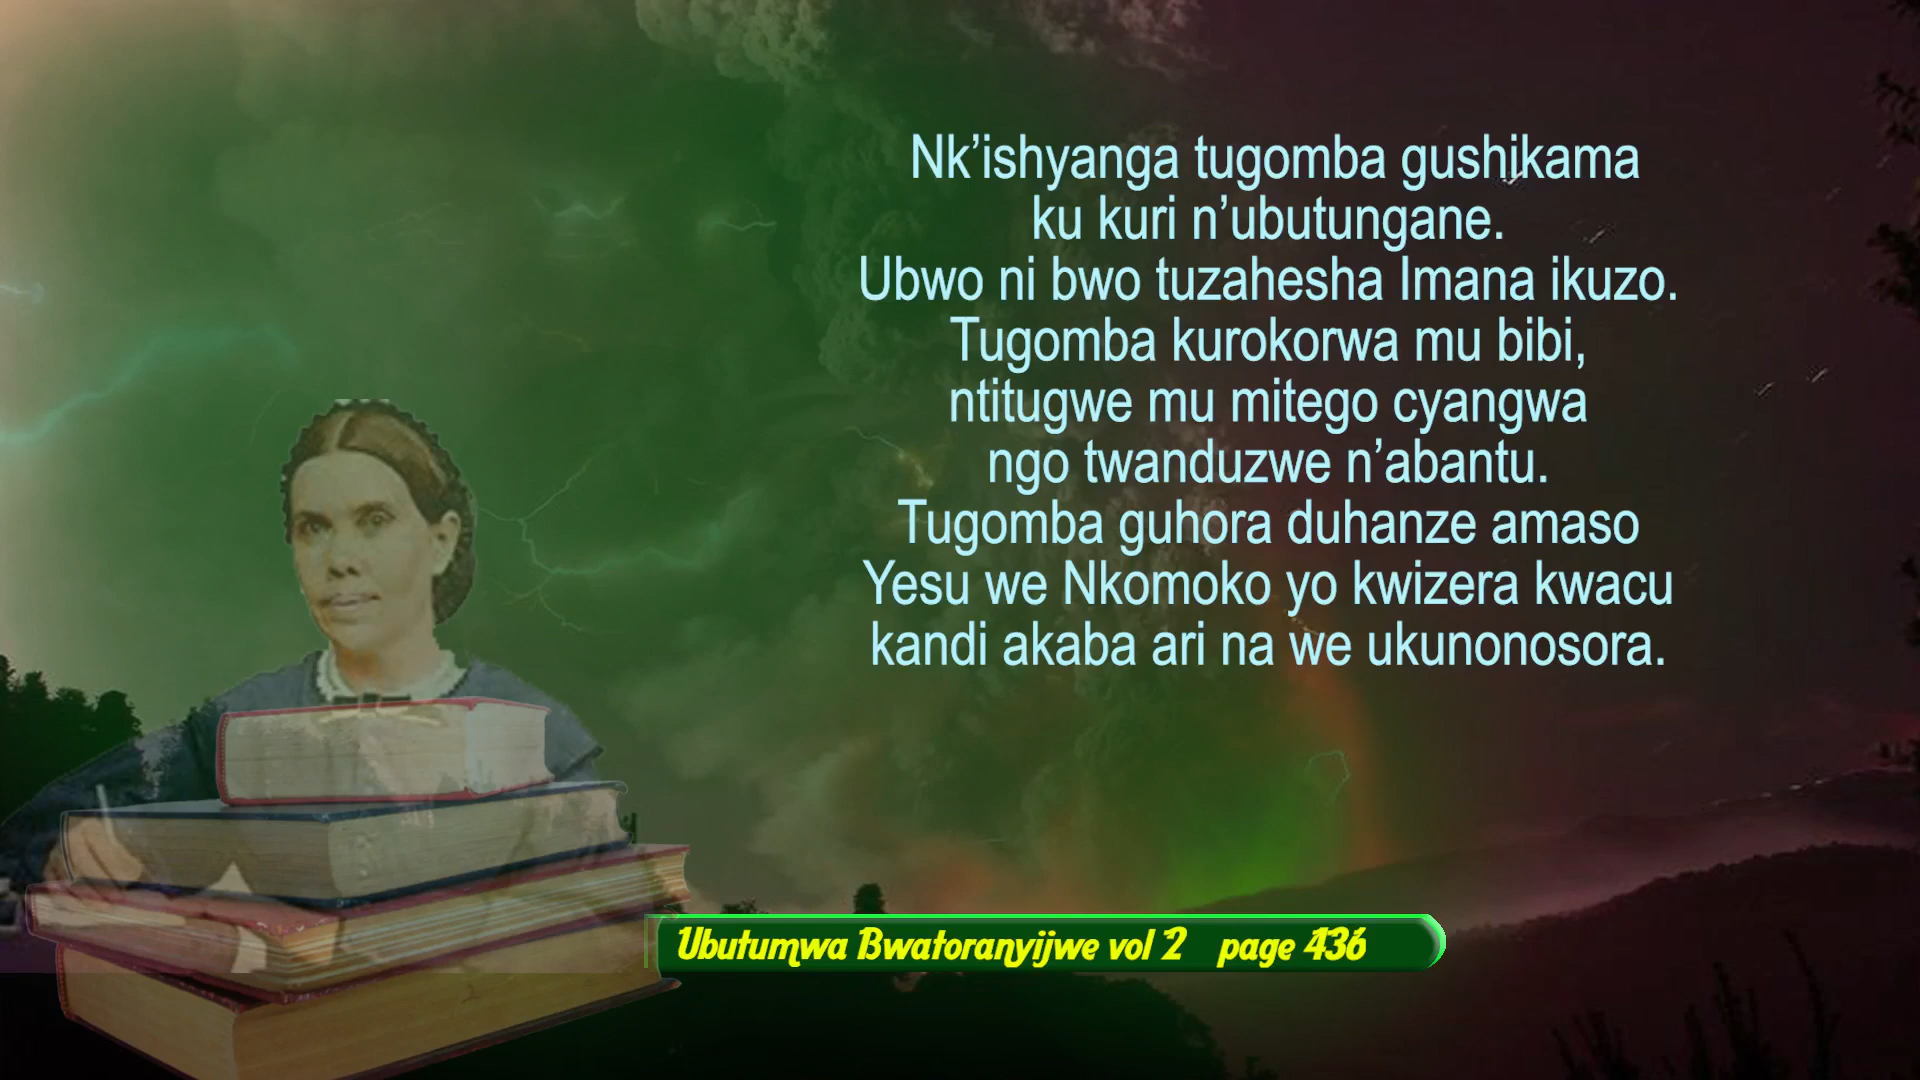 Nk’ishyanga tugomba gushikama
ku kuri n’ubutungane.
Ubwo ni bwo tuzahesha Imana ikuzo.
Tugomba kurokorwa mu bibi,
ntitugwe mu mitego cyangwa
ngo twanduzwe n’abantu.
Tugomba guhora duhanze amaso
Yesu we Nkomoko yo kwizera kwacu
kandi akaba ari na we ukunonosora.
Ubutumwa Bwatoranyijwe vol 2 page 436